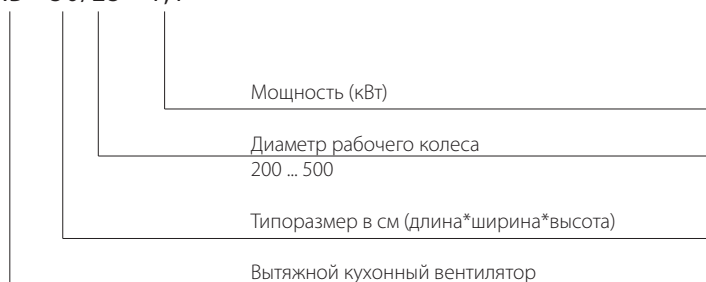 Мощность (кВт)
Диаметр рабочего колеса
200 ... 500
Типоразмер в см (длина*ширина*высота)
Вытяжной кухонный вентилятор